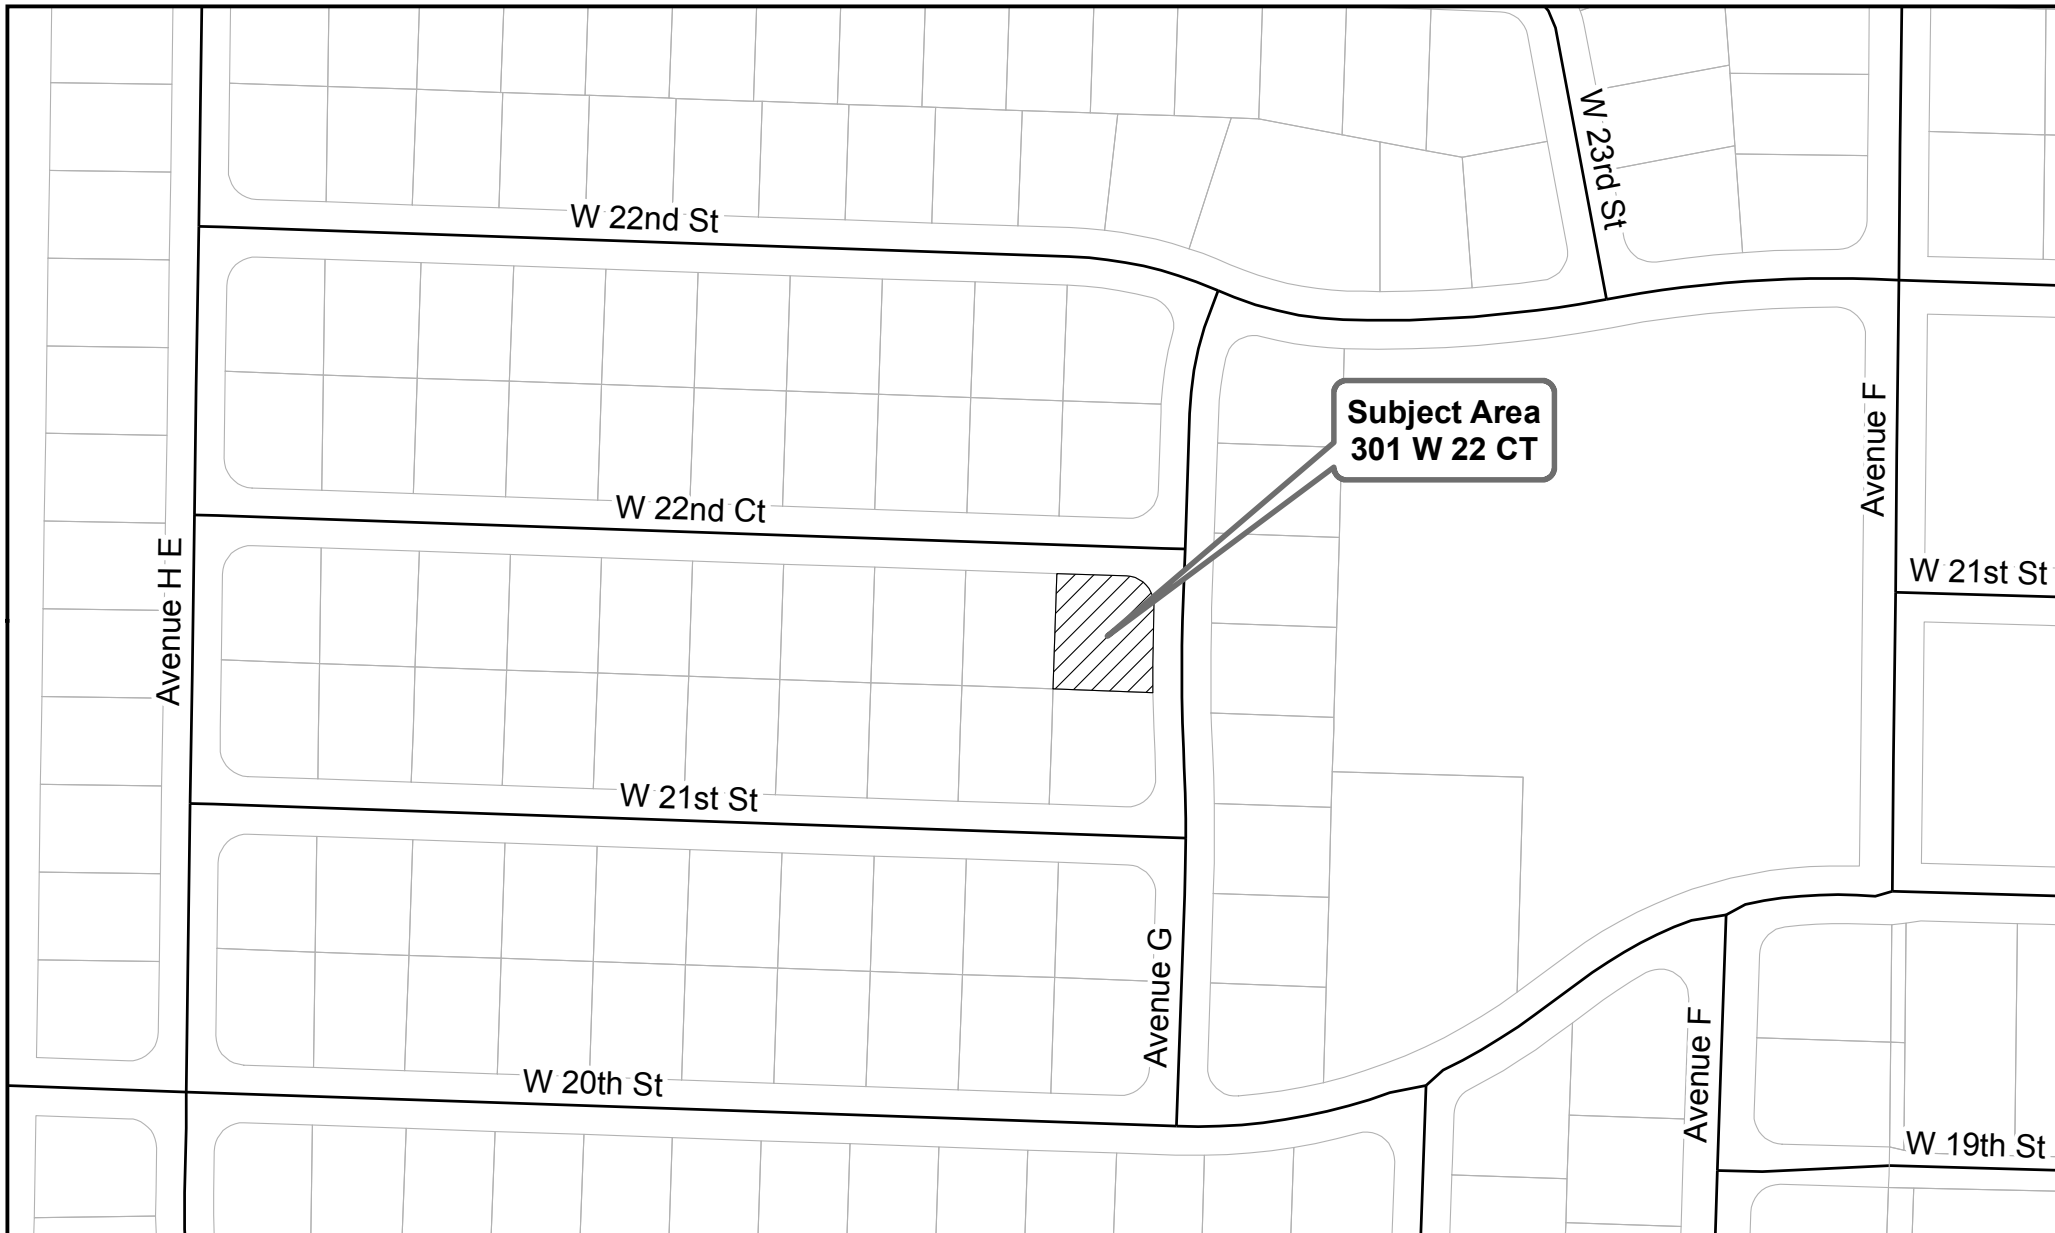 W 23rd St
W 22nd St
Subject Area
301 W 22 CT
Avenue F
W 22nd Ct
Avenue H E
W 21st St
W 21st St
Avenue G
Avenue F
W 20th St
W 19th St